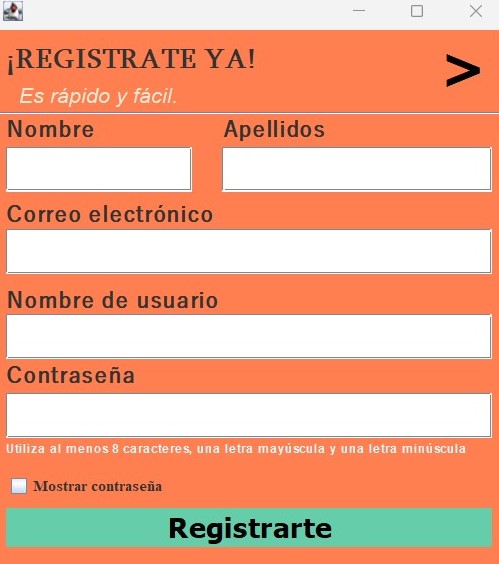 ¡REGISTRATE YA!
>
Es rápido y fácil.
Nombre Apellidos
Correo electrónico
Nombre de usuario
Contraseña
Utiliza al menos 8 caracteres, una letra mayúscula y una letra minúscula
Mostrar contraseña
Registrarte